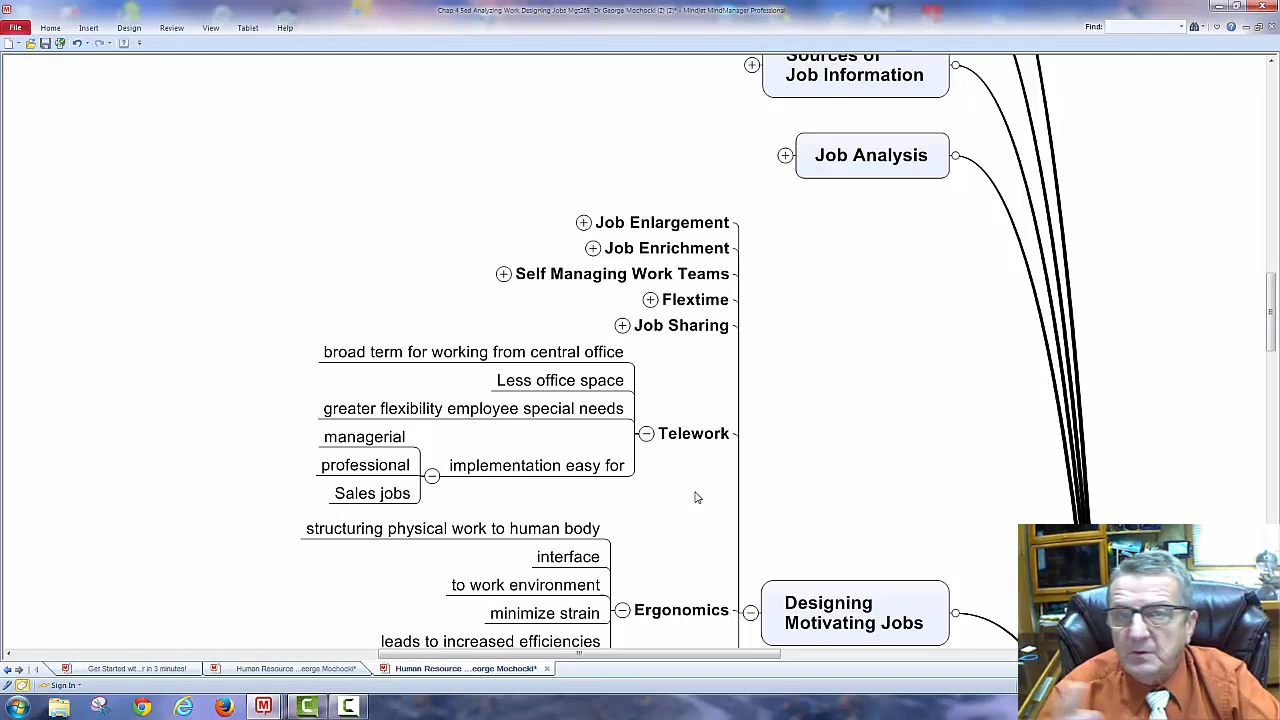 Chap 4 5ed Analyzing Work Designing Jobs Mgt265 Dr George Mochocki (2) (2)* - Mindjet MindManager Professional
File Home Insert Design Review View Tablet Help Find:
Sources of
Job Information
Job Analysis
Job Enlargement
Job Enrichment
Self Managing Work Teams
Flextime
Job Sharing
broad term for working from central office
Less office space
greater flexibility employee special needs
Telework
managerial
professional
implementation easy for
Sales jobs
structuring physical work to human body
interface
to work environment
minimize strain
Ergonomics
leads to increased efficiencies
Designing
Motivating Jobs
Get Started wit...r in 3 minutes!
Human Resource ...eorge Mochocki*
Human Resource ...eorge Mochocki*
Sign In